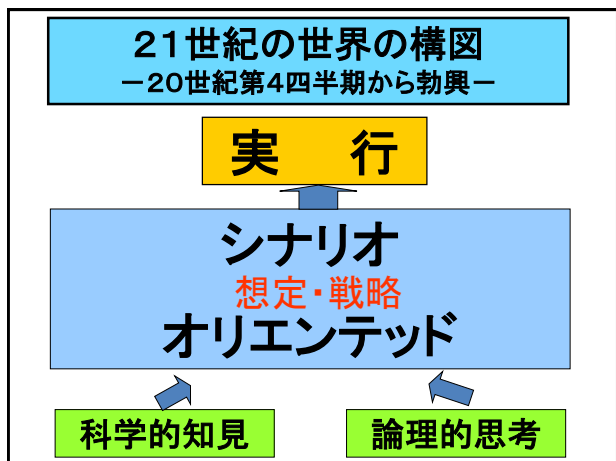 21世紀の世界の構図
－20世紀第4四半期から勃興－
実　行
シナリオ
想定・戦略
オリエンテッド
科学的知見
論理的思考